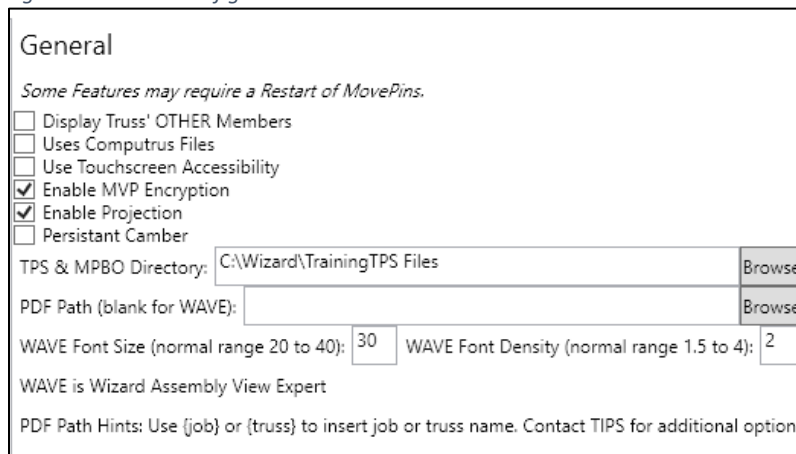 General
Some Features may require a Restart of MovePins.
Display Truss' OTHER Members
Uses Computrus Files
Use Touchscreen Accessibility
Enable MVP Encryption
Enable Projection
Persistant Camber
TPS & MPBO Directory: C:\Wizard\TrainingTPS Files Browse
PDF Path (blank for WAVE): Browse
WAVE Font Size (normal range 20 to 40): 30 WAVE Font Density (normal range 1.5 to 4): 2
WAVE is Wizard Assembly View Expert
PDF Path Hints: Use {job} or {truss} to insert job or truss name. Contact TIPS for additional option